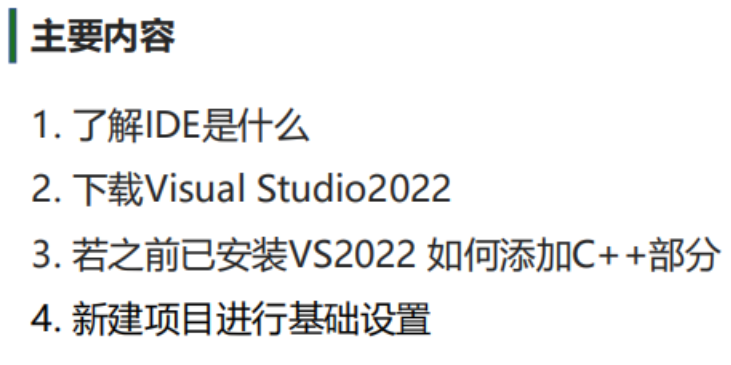 主要内容
1. 了解IDE是什么
2. 下载Visual Studio2022
3. 若之前已安装VS2022 如何添加C++部分
4. 新建项目进行基础设置